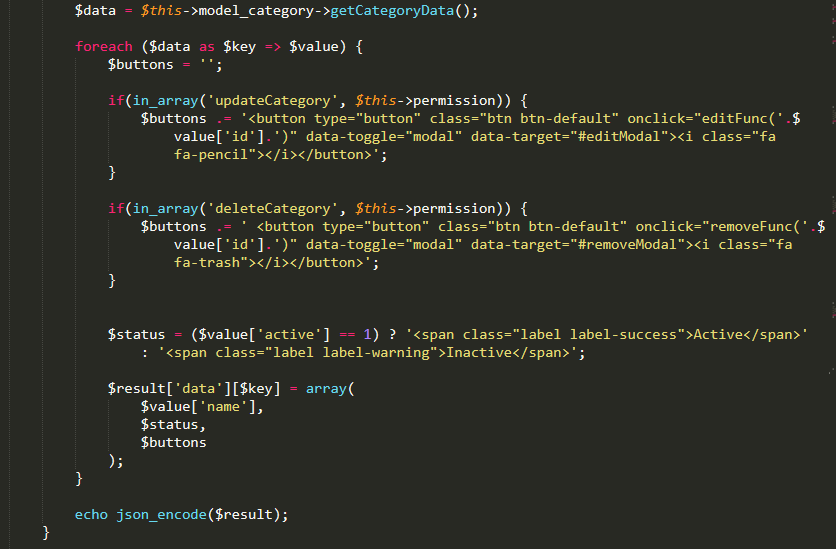 $data = $this->model_category->getCategoryData();
foreach ($data as $key => $value) {
$buttons = '';
if(in_array('updateCategory', $this->permission)) {
$buttons .= '<button type="button" class="btn btn-default" onclick="editFunc('.$
value['id'].')" data-toggle="modal" data-target="#editModal"><i class="fa
fa-pencil"></i></button>';
}
if(in_array('deleteCategory', $this->permission)) {
$buttons .= ' <button type="button" class="btn btn-default" onclick="removeFunc('.$
value['id'].')" data-toggle="modal" data-target="#removeModal"><i class="fa
fa-trash"></i></button>';
}
$status = ($value['active'] == 1) ? '<span class="label label-success">Active</span>'
: '<span class="label label-warning">Inactive</span>';
$result['data'][$key] = array(
$value['name'],
$status,
$buttons
);
}
echo json_encode($result);
}